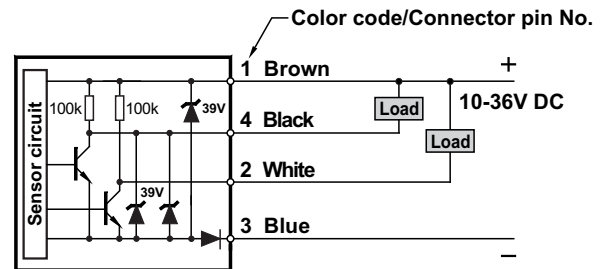 Color code/Connector pin No.
1 Brown
+
100k
100k
39V
Load
10-36V DC
4 Black
Load
Sensor circuit
2 White
39V
3 Blue
–